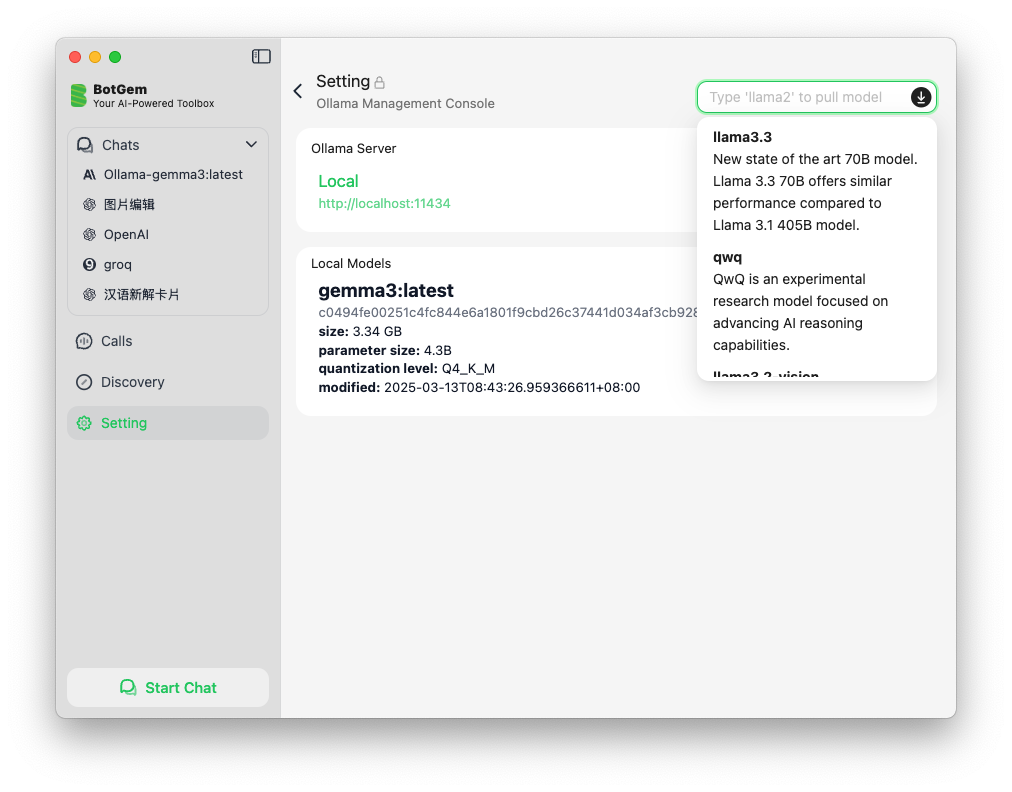 BotGem
Your AI-Powered Toolbox
Chats
Ollama-gemma3:latest
图片编辑
OpenAI
groq
汉语新解卡片
Calls
Discovery
Setting
Start Chat
Setting
Ollama Management Console
Type 'llama2' to pull model
Ollama Server
Local
http://localhost:11434
Local Models
gemma3:latest
c0494fe00251c4fc844e6a1801f9cbd26c37441d034af3cb928
size: 3.34 GB
parameter size: 4.3B
quantization level: Q4_K_M
modified: 2025-03-13T08:43:26.959366611+08:00
llama3.3
New state of the art 70B model.
Llama 3.3 70B offers similar
performance compared to
Llama 3.1 405B model.
qwq
QwQ is an experimental
research model focused on
advancing AI reasoning
capabilities.
llama3.2-vision